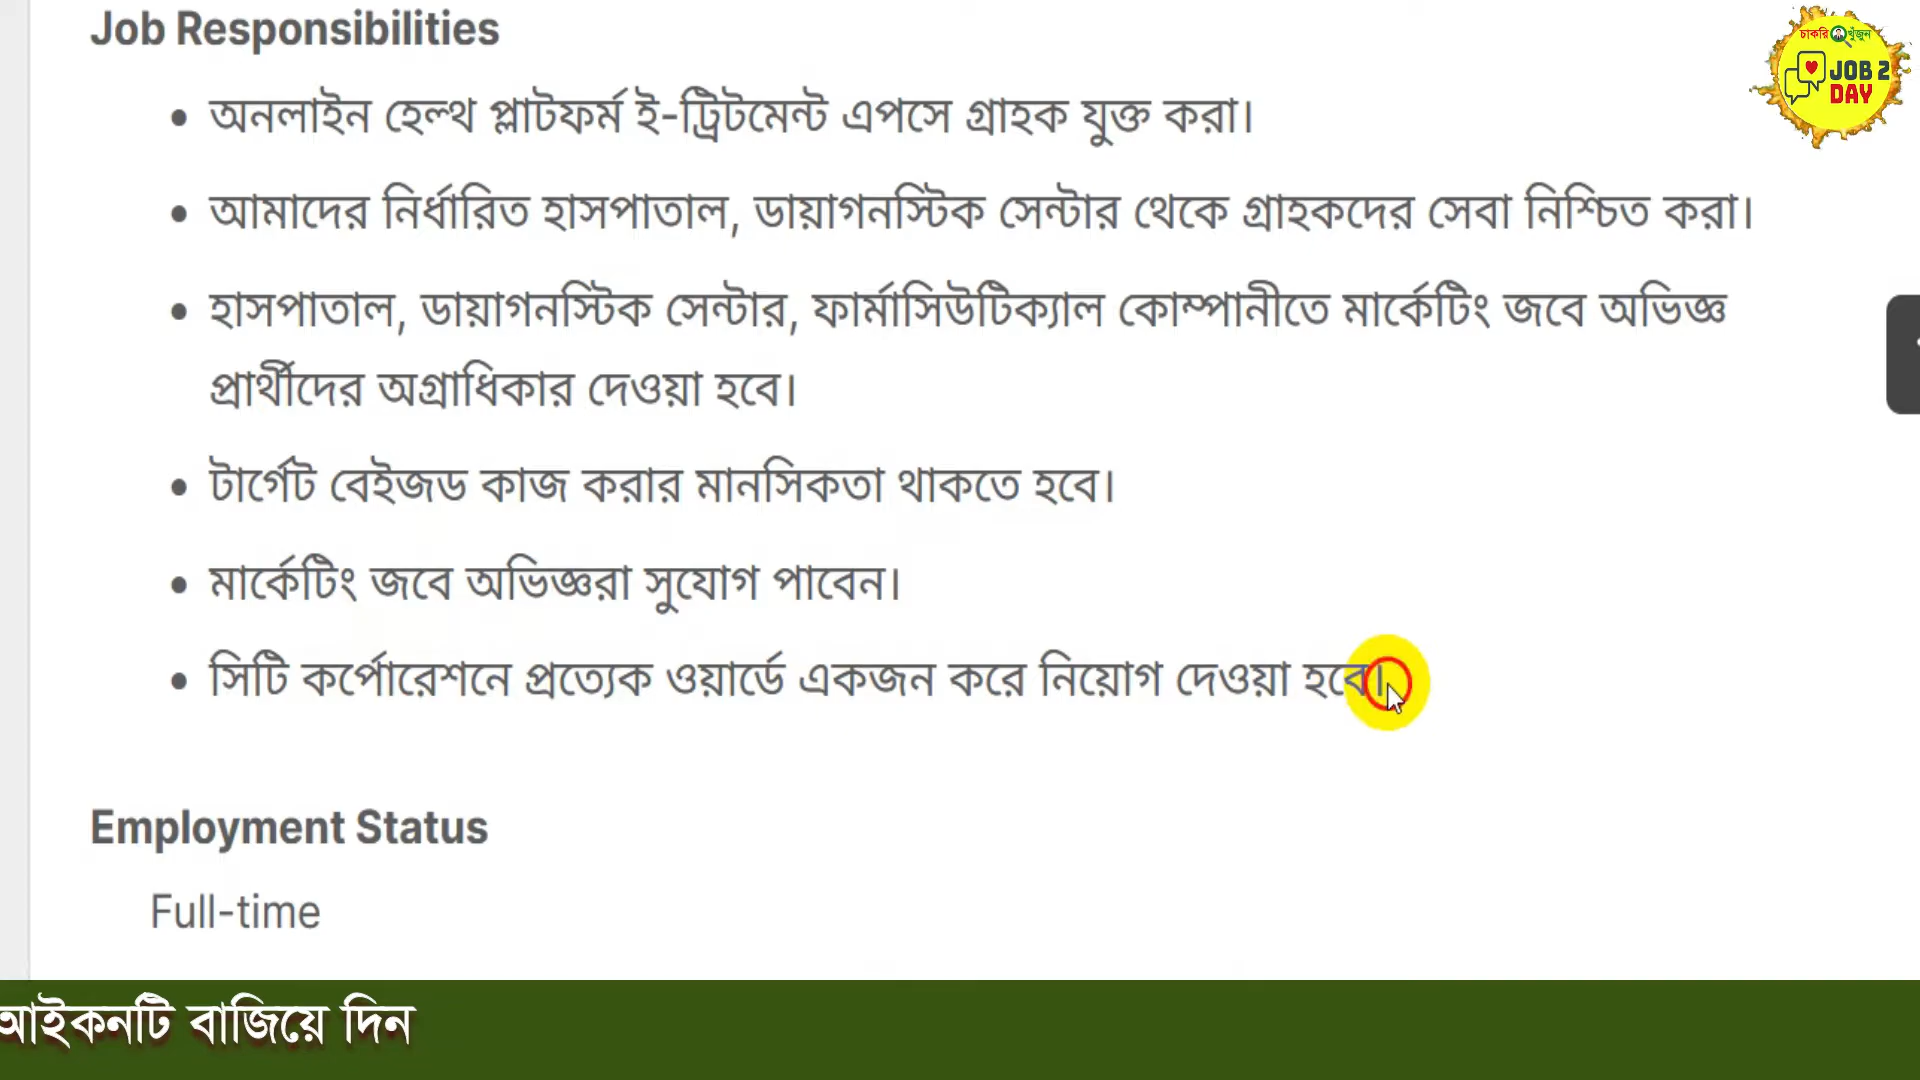 Job Responsibilities
চাকরি খুঁজুন
JOB 2
DAY
• অনলাইন হেল্থ প্লাটফর্ম ই-ট্রিটমেন্ট এপসে গ্রাহক যুক্ত করা।
• আমাদের নির্ধারিত হাসপাতাল, ডায়াগনস্টিক সেন্টার থেকে গ্রাহকদের সেবা নিশ্চিত করা।
• হাসপাতাল, ডায়াগনস্টিক সেন্টার, ফার্মাসিউটিক্যাল কোম্পানীতে মার্কেটিং জবে অভিজ্ঞ
প্রার্থীদের অগ্রাধিকার দেওয়া হবে।
• টার্গেট বেইজড কাজ করার মানসিকতা থাকতে হবে।
• মার্কেটিং জবে অভিজ্ঞরা সুযোগ পাবেন।
• সিটি কর্পোরেশনে প্রত্যেক ওয়ার্ডে একজন করে নিয়োগ দেওয়া হবে।
Employment Status
Full-time
আইকনটি বাজিয়ে দিন